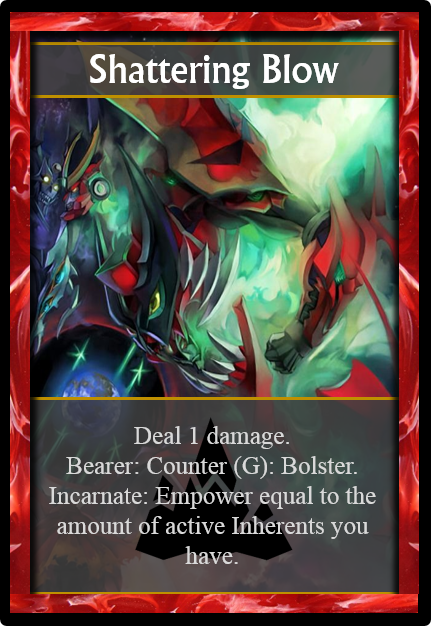 Shattering Blow
Deal 1 damage.
Bearer: Counter (G): Bolster.
Incarnate: Empower equal to the
amount of active Inherents you
have.